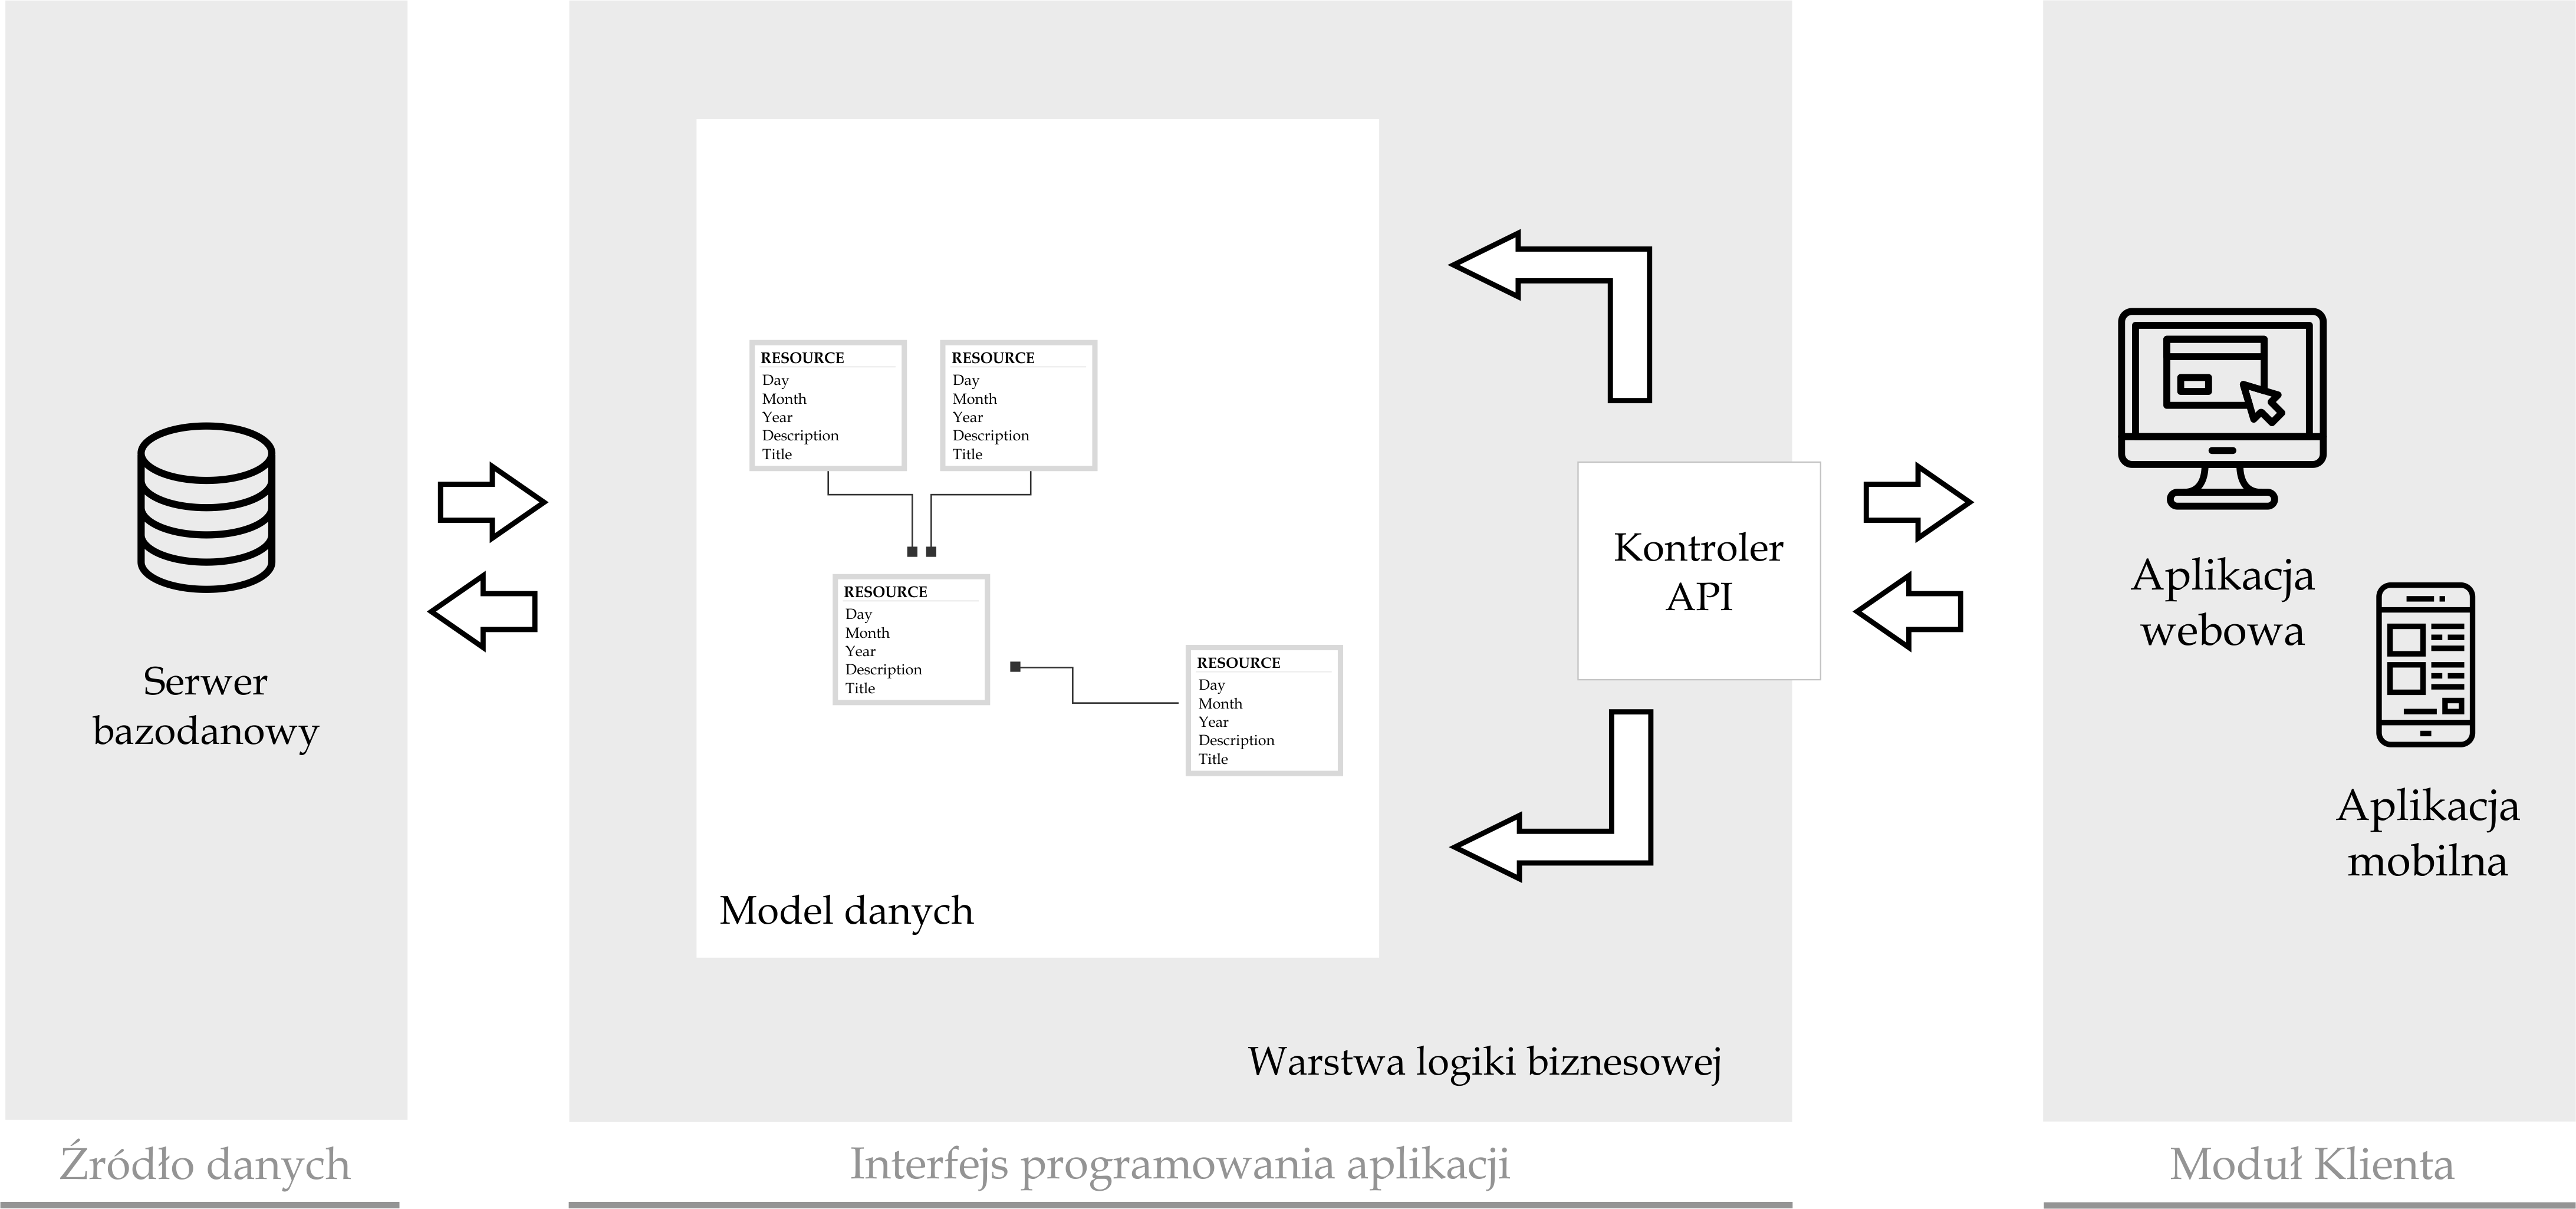 Serwer
bazodanowy
Źródło danych
RESOURCE
Day
Month
Year
Description
Title
RESOURCE
Day
Month
Year
Description
Title
RESOURCE
Day
Month
Year
Description
Title
RESOURCE
Day
Month
Year
Description
Title
Model danych
Kontroler
API
Warstwa logiki biznesowej
Interfejs programowania aplikacji
Aplikacja
webowa
Aplikacja
mobilna
Moduł Klienta